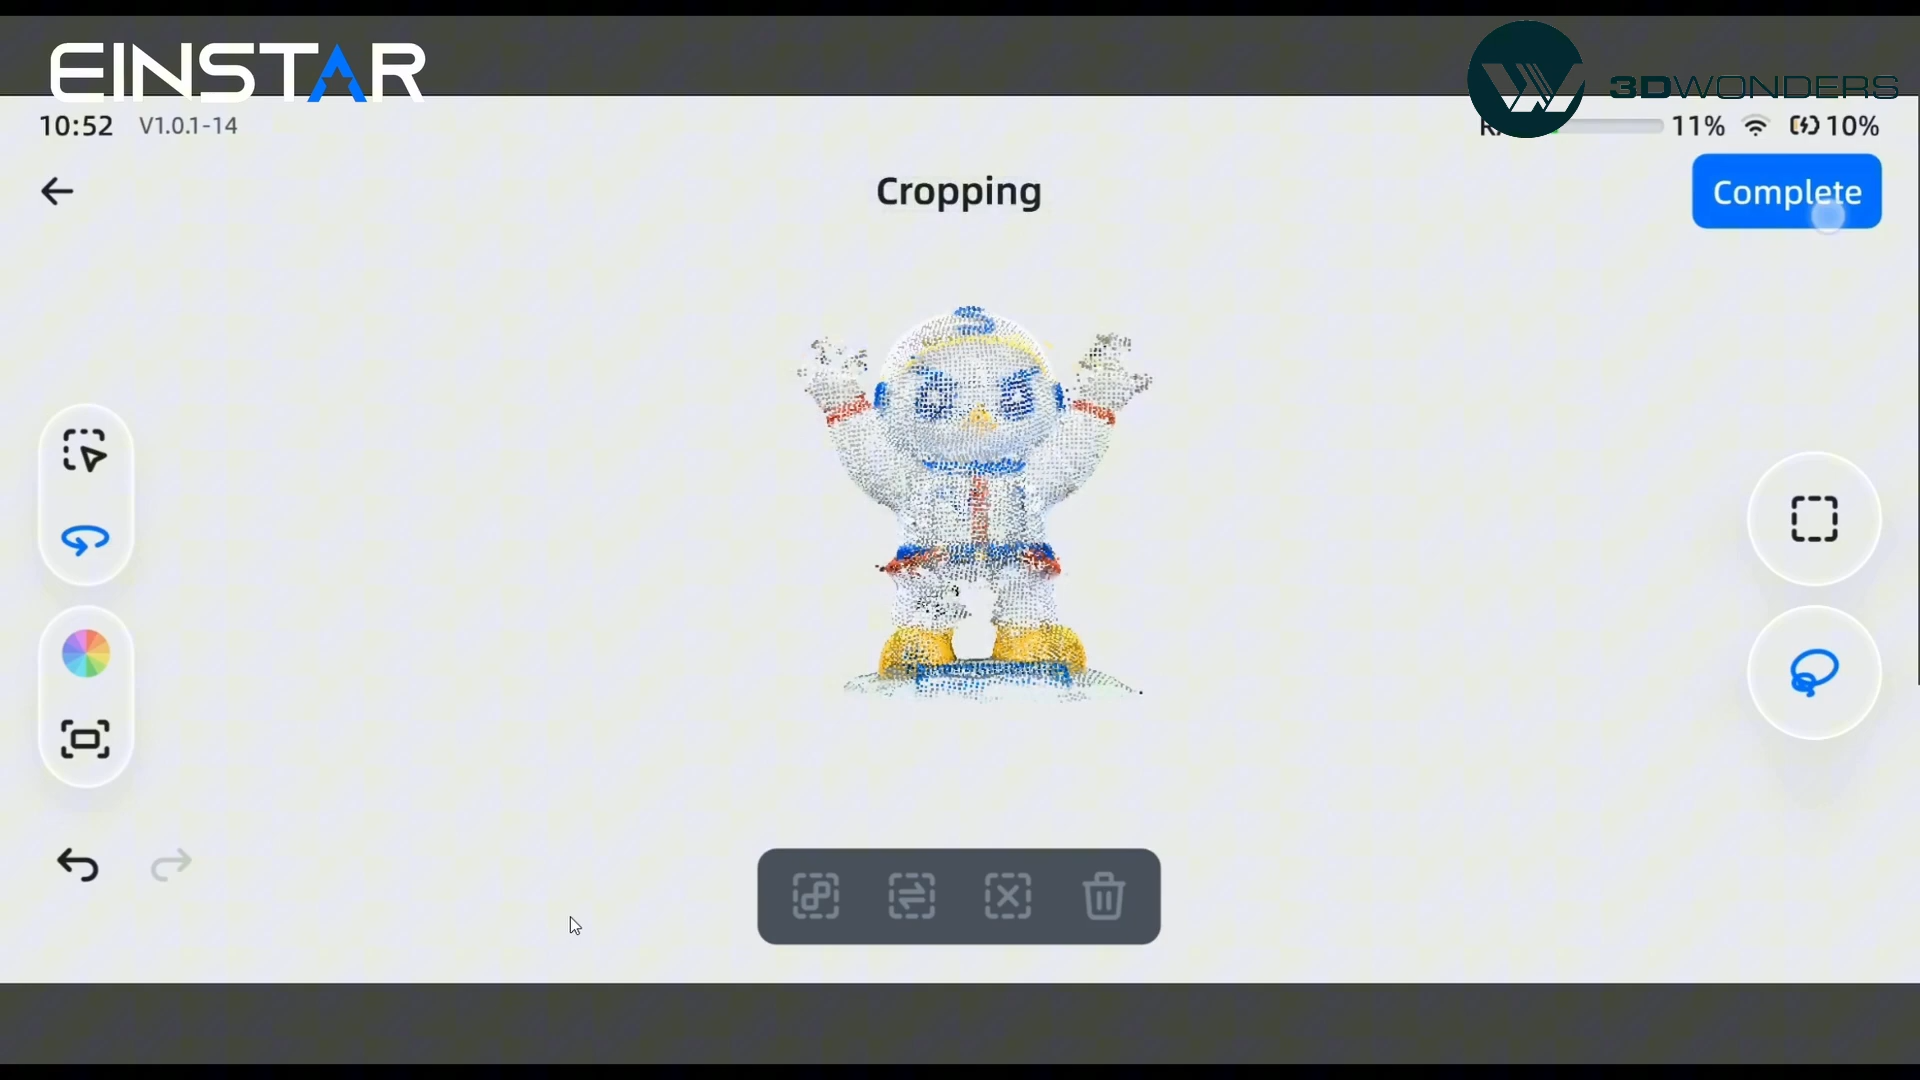 EINSTAR
3DWONDERS
10:52 V1.0.1-14
11% 10%
Cropping
Complete